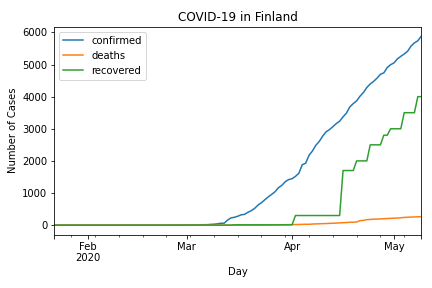 COVID-19 in Finland
confirmed
deaths
recovered
Number of Cases
6000
5000
4000
3000
2000
1000
0
Feb
2020
Mar
Apr
May
Day